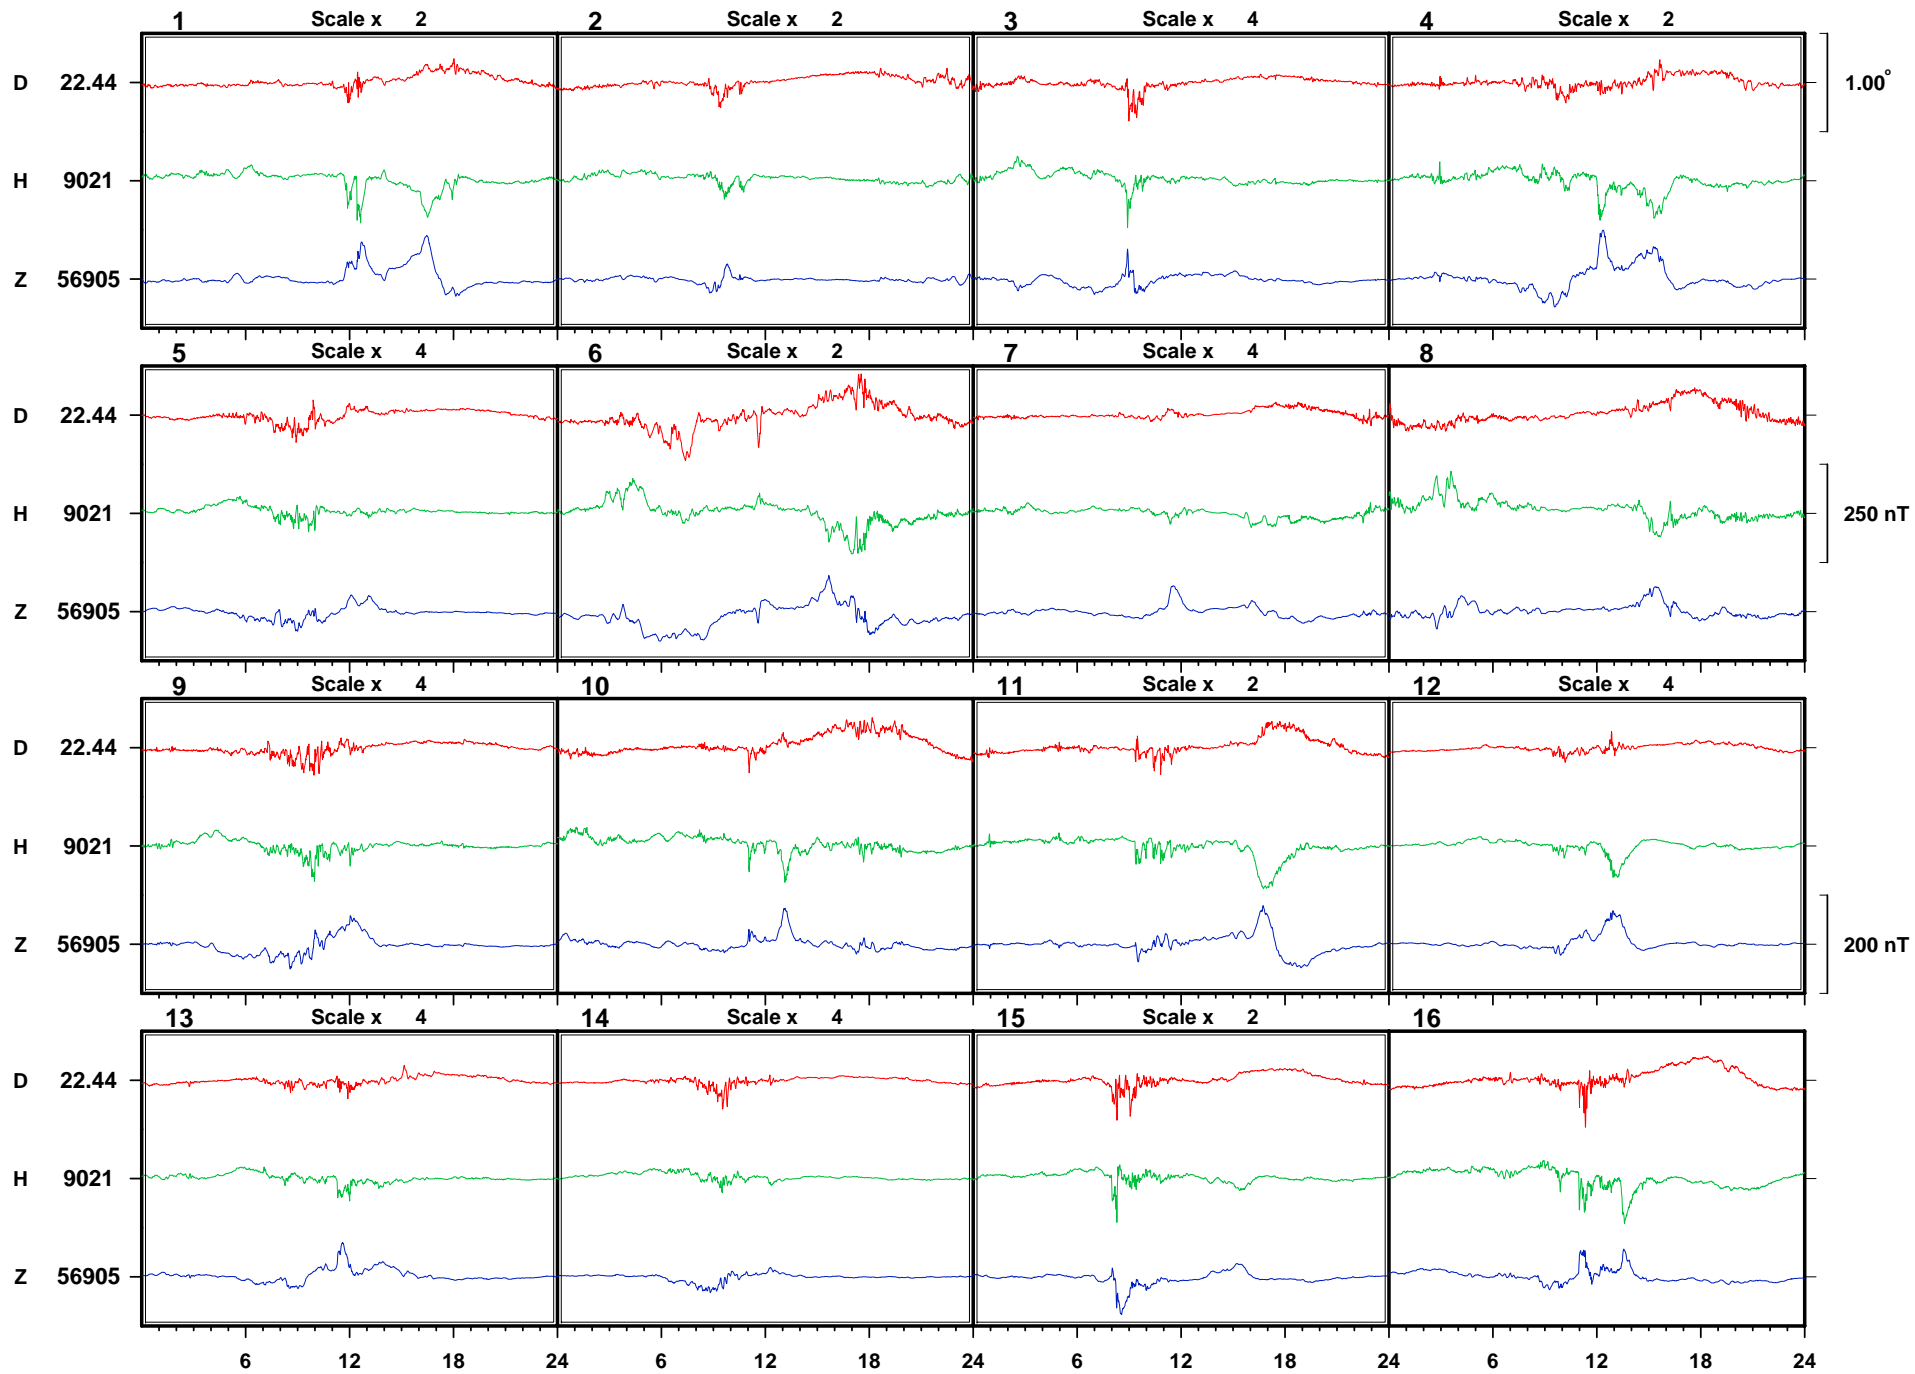 1 Scale x 2 2 Scale x 2 3 Scale x 4 4 Scale x 2
D 22.44 1.00°
H 9021
Z 56905
5 Scale x 4 6 Scale x 2 7 Scale x 4 8
D 22.44
H 9021 250 nT
Z 56905
9 Scale x 4 10 11 Scale x 2 12 Scale x 4
D 22.44
H 9021
Z 56905 200 nT
13 Scale x 4 14 Scale x 4 15 Scale x 2 16
D 22.44
H 9021
Z 56905
6 12 18 24 6 12 18 24 6 12 18 24 6 12 18 24